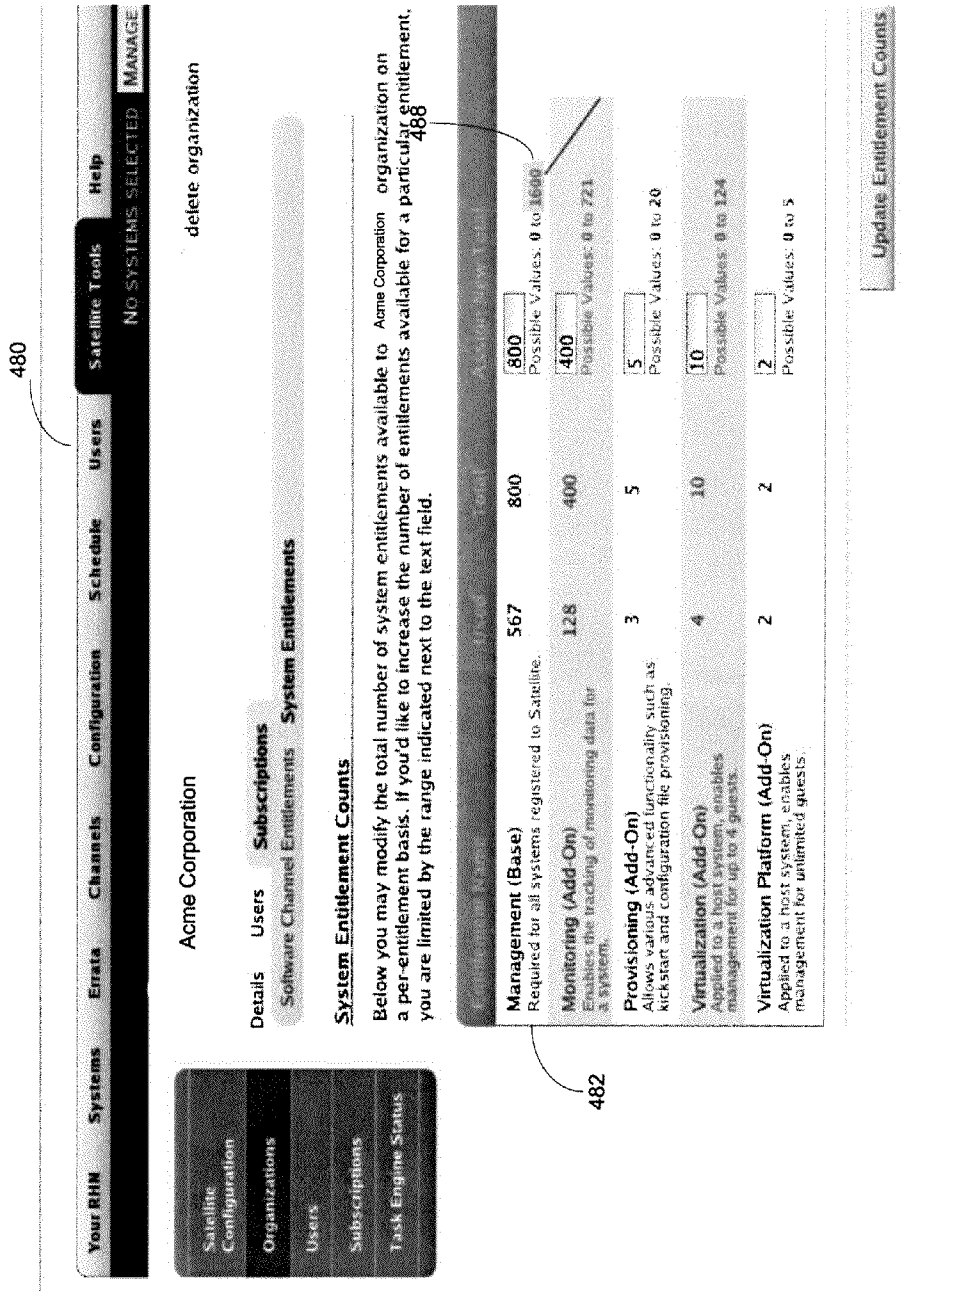 480
Your RHN Systems Errata Channels Configuration Schedule Users Satellite Tools Help
NO SYSTEMS SELECTED MANAGE
Satellite
Configuration
Organizations
Users
Subscriptions
Task Engine Status
Acme Corporation
delete organization
Details Users Subscriptions
Software Channel Entitlements System Entitlements
System Entitlement Counts
Below you may modify the total number of system entitlements available to Acme Corporation organization on
a per-entitlement basis. If you'd like to increase the number of entitlements available for a particular entitlement,
you are limited by the range indicated next to the text field.
488
Management (Base) 567 800 800
Required for all systems registered to Satellite. Possible Values: 0 to 1600
Monitoring (Add-On) 128 400 400
Enables the tracking of monitoring data for Possible Values: 0 to 721
a system.
Provisioning (Add-On) 3 5 5
Allows various advanced functionality such as Possible Values: 0 to 20
kickstart and configuration file provisioning.
Virtualization (Add-On) 4 10 10
Applied to a host system, enables Possible Values: 0 to 124
management for up to 4 guests.
Virtualization Platform (Add-On) 2 2 2
Applied to a host system, enables Possible Values: 0 to 5
management for unlimited guests.
482
Update Entitlement Counts